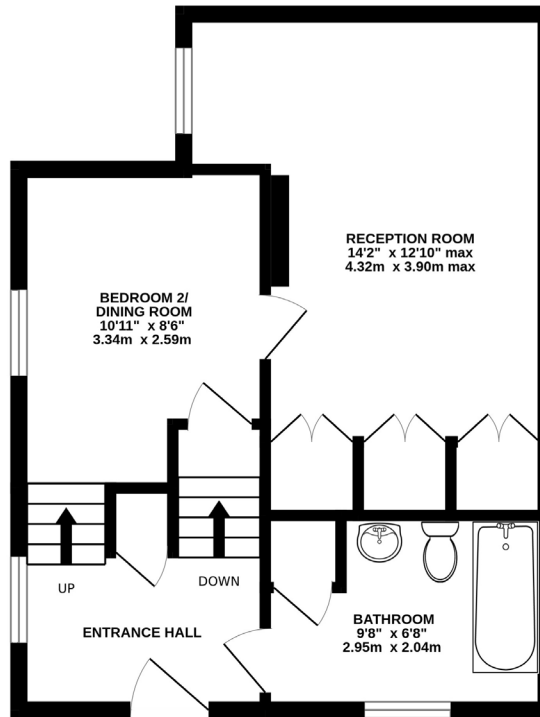 RECEPTION ROOM
14'2" x 12'10" max
4.32m x 3.90m max
BEDROOM 2/
DINING ROOM
10'11" x 8'6"
3.34m x 2.59m
UP
DOWN
ENTRANCE HALL
BATHROOM
9'8" x 6'8"
2.95m x 2.04m